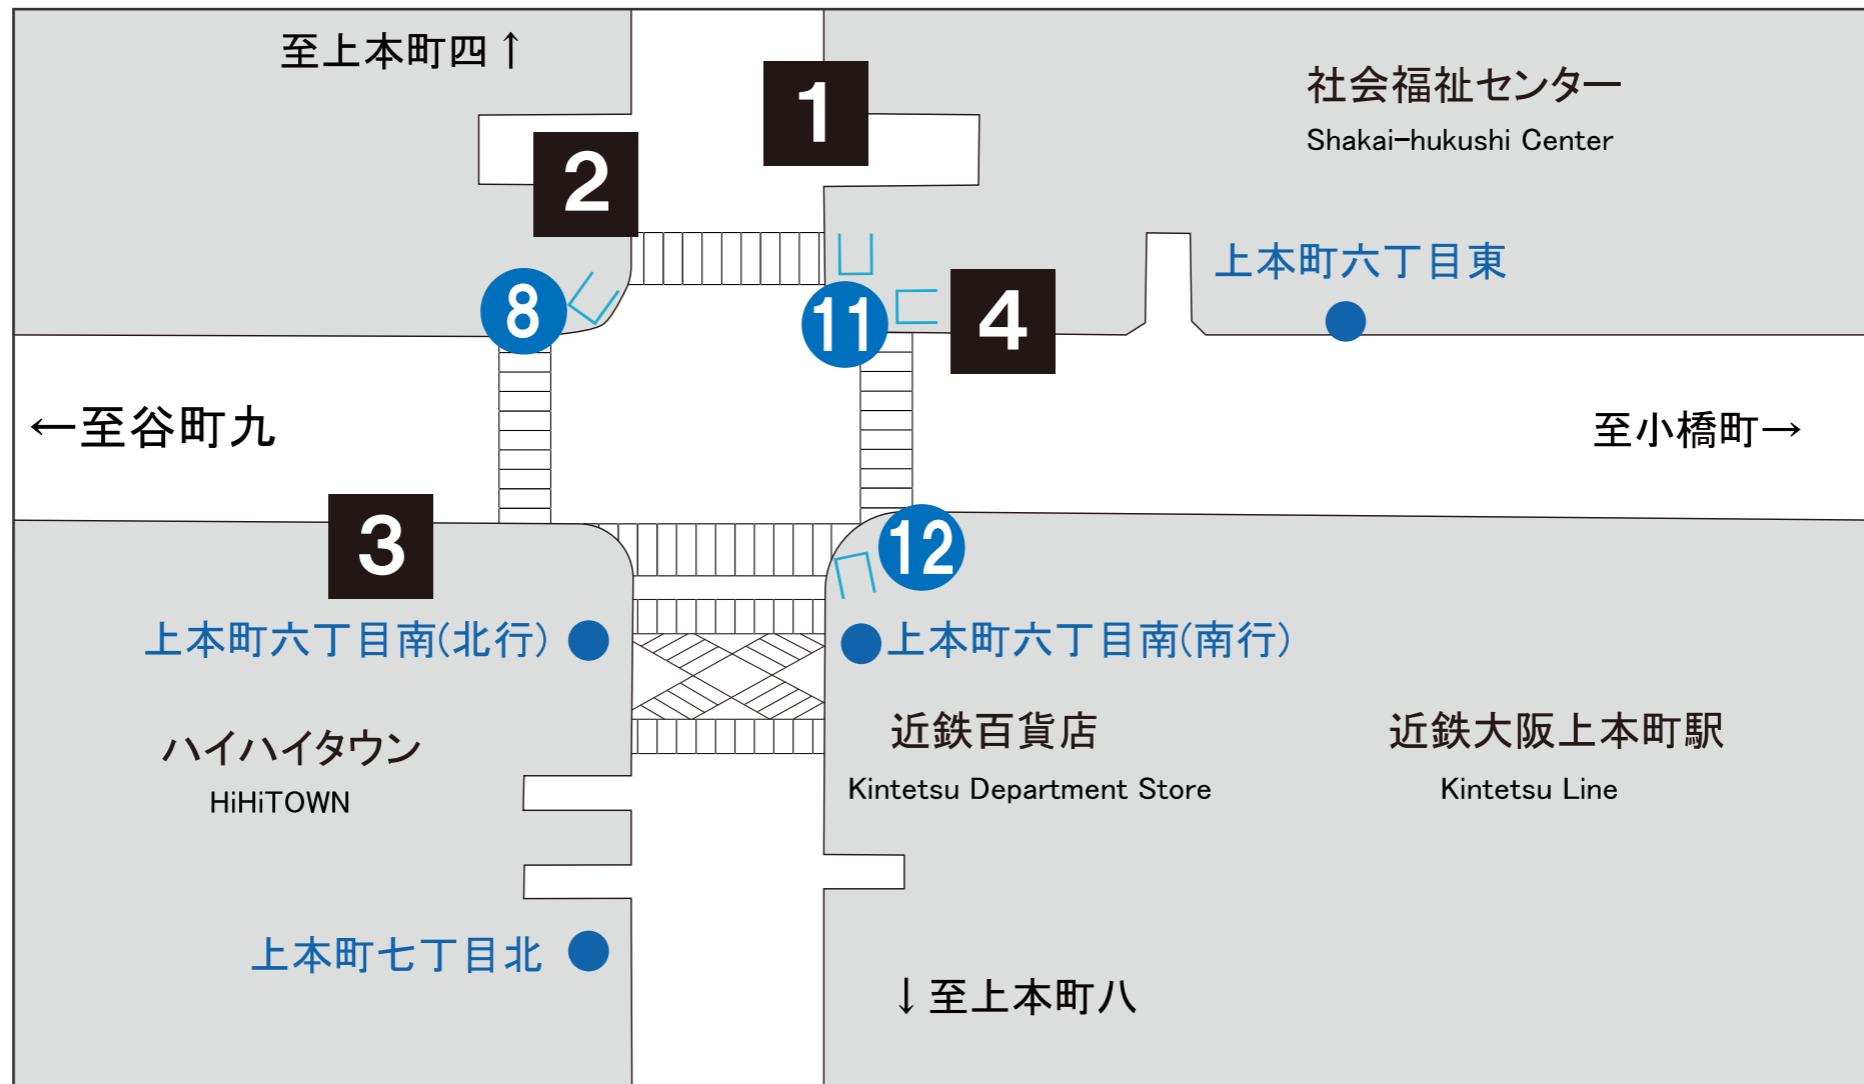 至上本町四↑
1
社会福祉センター
Shakai-hukushi Center
2
上本町六丁目東
8
11
4
←至谷町九
至小橋町→
3
12
上本町六丁目南(北行)
上本町六丁目南(南行)
ハイハイタウン
HiHiTOWN
近鉄百貨店
Kintetsu Department Store
近鉄大阪上本町駅
Kintetsu Line
上本町七丁目北
↓至上本町八